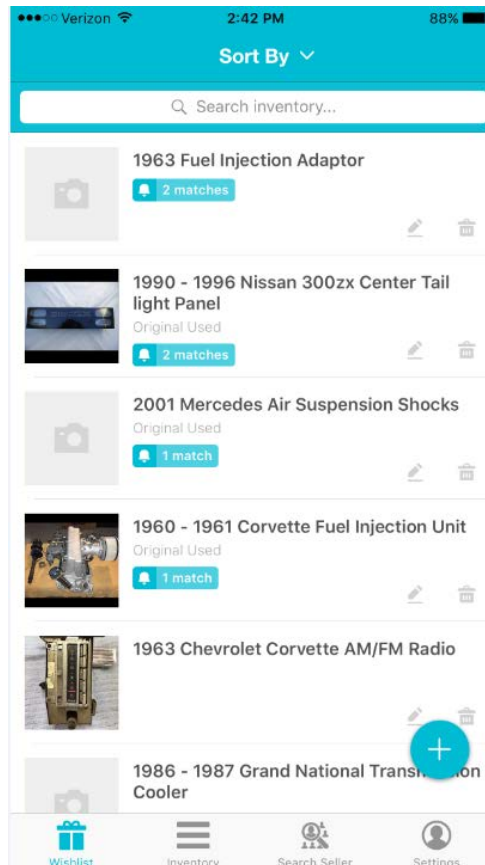 Verizon 2:42 PM 88%
Sort By
Search inventory...
1963 Fuel Injection Adaptor
2 matches
1990 - 1996 Nissan 300zx Center Tail
light Panel
Original Used
2 matches
2001 Mercedes Air Suspension Shocks
Original Used
1 match
1960 - 1961 Corvette Fuel Injection Unit
Original Used
1 match
1963 Chevrolet Corvette AM/FM Radio
1986 - 1987 Grand National
Cooler
Wishlist Inventory Search Seller Settings